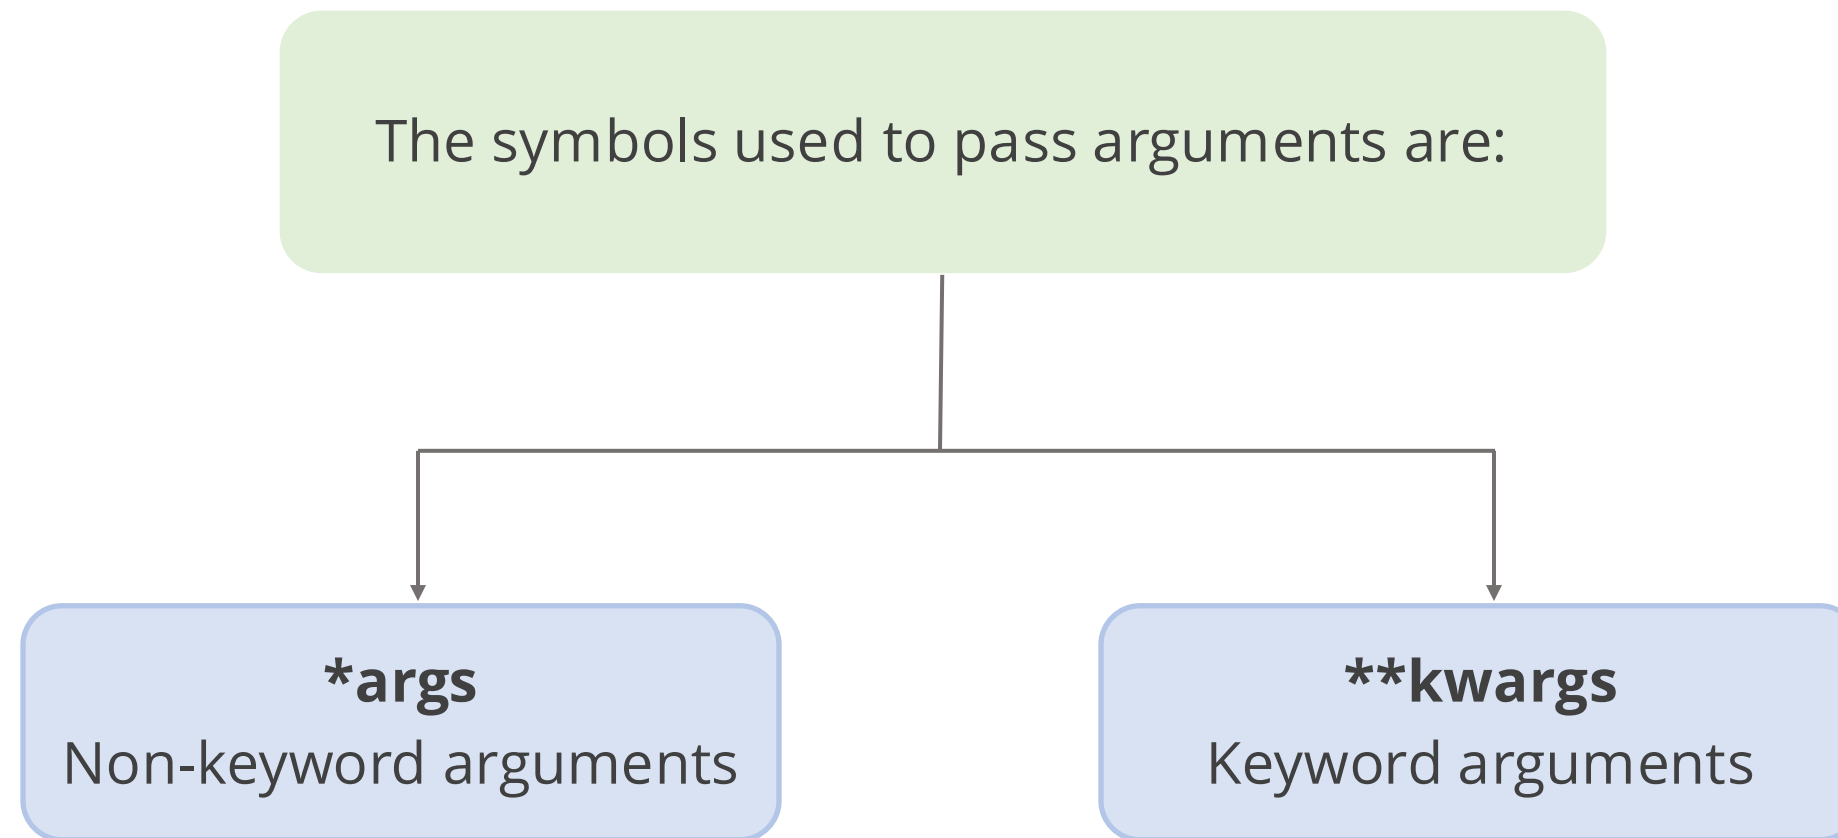 The symbols used to pass arguments are:
*args
Non-keyword arguments
**kwargs
Keyword arguments